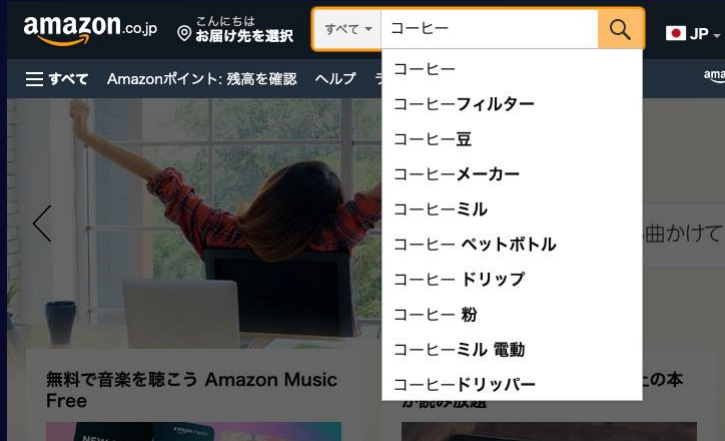 amazon.co.jp
こんにちは
お届け先を選択
すべて
コーヒー
JP
すべて
Amazonポイント: 残高を確認
ヘルプ
コーヒー
コーヒーフィルター
コーヒー豆
コーヒーメーカー
コーヒーミル
コーヒー ペットボトル
コーヒー ドリップ
コーヒー 粉
コーヒーミル 電動
コーヒードリッパー
曲かけて
無料で音楽を聴こう Amazon Music
Free
の本
が読み放題